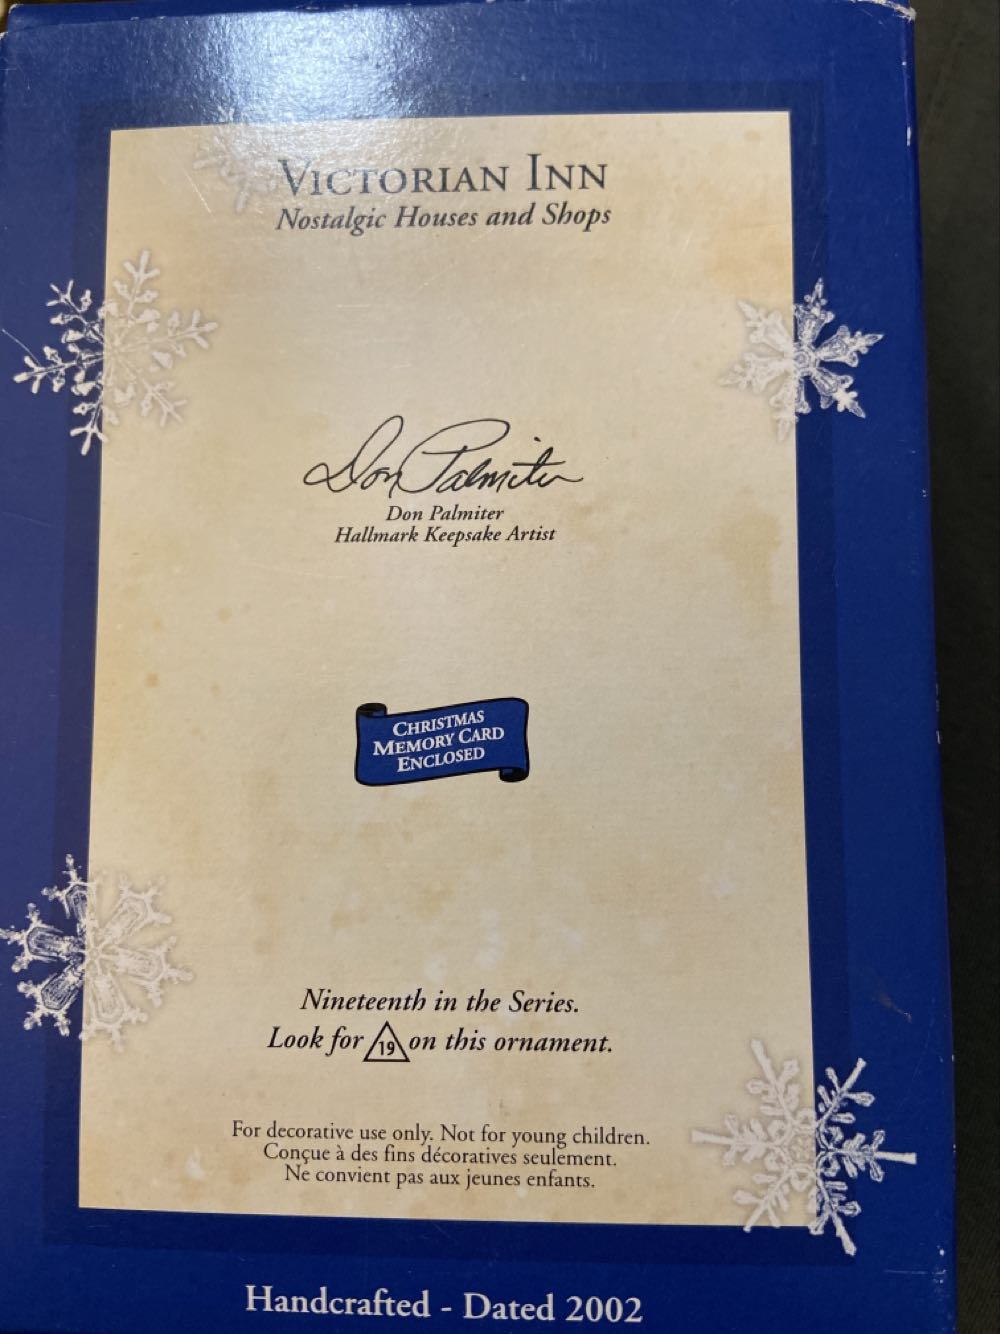 VICTORIAN INN
Nostalgic Houses and Shops
Don Palmiter
Don Palmiter
Hallmark Keepsake Artist
CHRISTMAS
MEMORY CARD
ENCLOSED
Nineteenth in the Series.
Look for 19 on this ornament.
For decorative use only. Not for young children.
Conçue à des fins décoratives seulement.
Ne convient pas aux jeunes enfants.
Handcrafted - Dated 2002